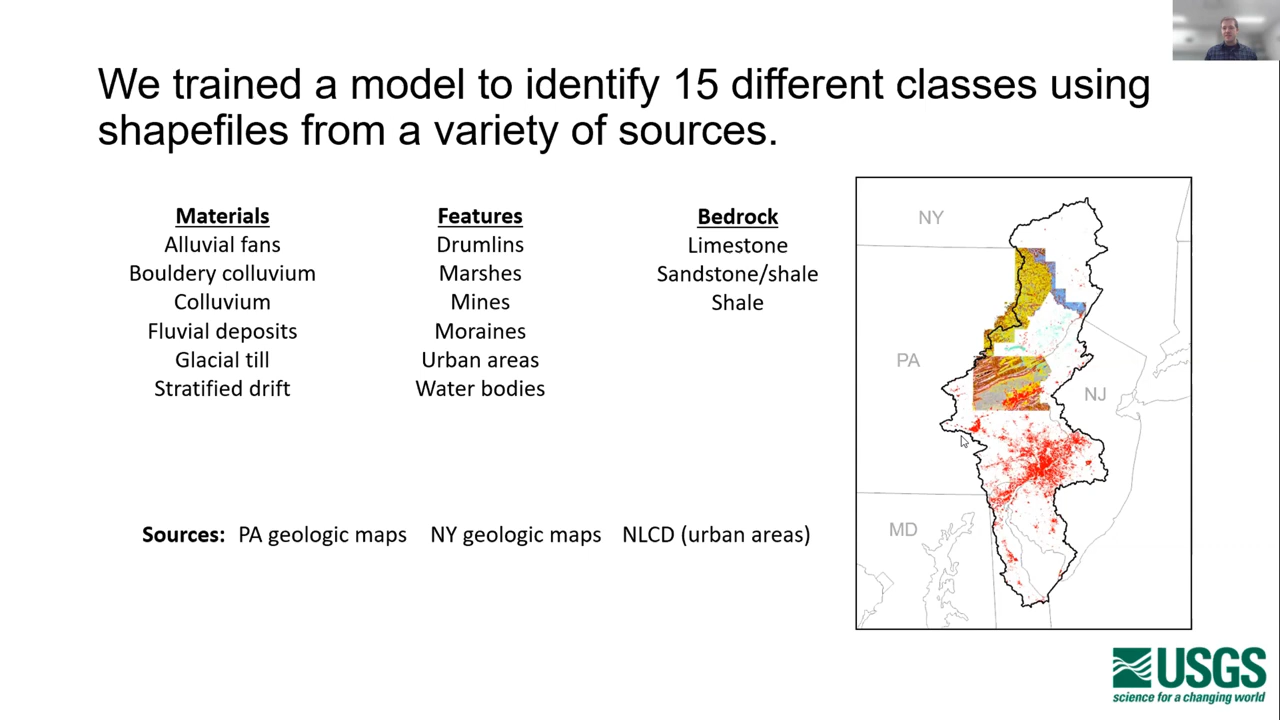 We trained a model to identify 15 different classes using
shapefiles from a variety of sources.
Materials
Alluvial fans
Bouldery colluvium
Colluvium
Fluvial deposits
Glacial till
Stratified drift
Features
Drumlins
Marshes
Mines
Moraines
Urban areas
Water bodies
Bedrock
Limestone
Sandstone/shale
Shale
Sources: PA geologic maps NY geologic maps NLCD (urban areas)
NY
PA
NJ
MD
USGS
science for a changing world